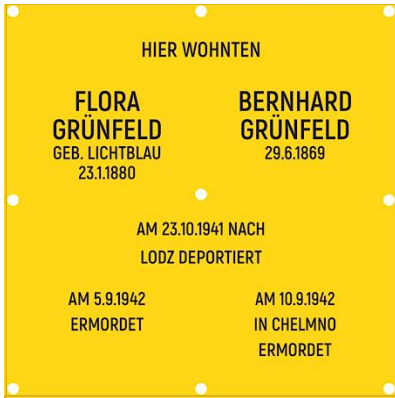 HIER WOHNTEN
FLORA
GRÜNFELD
GEB. LICHTBLAU
23.1.1880
BERNHARD
GRÜNFELD
29.6.1869
AM 23.10.1941 NACH
LODZ DEPORTIERT
AM 5.9.1942
ERMORDET
AM 10.9.1942
IN CHELMNO
ERMORDET